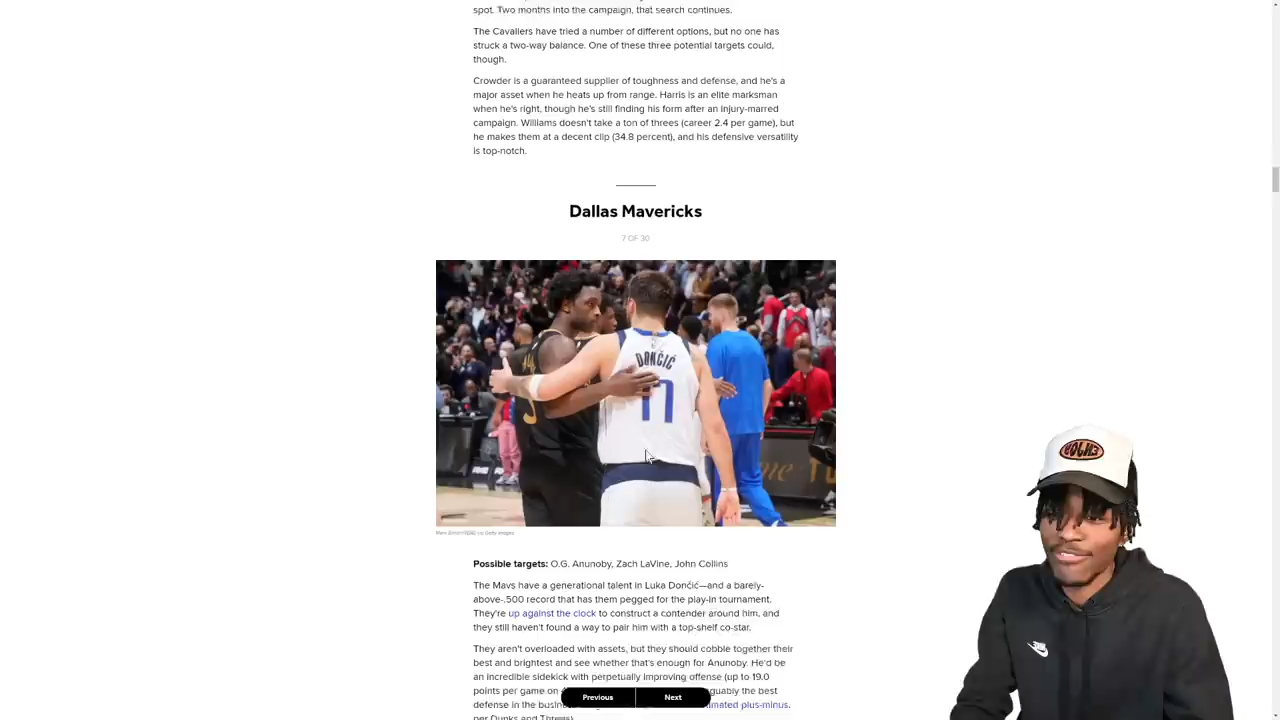 spot. Two months into the campaign, that search continues.
The Cavaliers have tried a number of different options, but no one has
struck a two-way balance. One of these three potential targets could,
though.
Crowder is a guaranteed supplier of toughness and defense, and he's a
major asset when he heats up from range. Harris is an elite marksman
when he's right, though he's still finding his form after an injury-marred
campaign. Williams doesn't take a ton of threes (career 2.4 per game), but
he makes them at a decent clip (34.8 percent), and his defensive versatility
is top-notch.
Dallas Mavericks
7 OF 30
DONČIĆ
77
via Getty Images
Possible targets: O.G. Anunoby, Zach LaVine, John Collins
The Mavs have a generational talent in Luka Dončić—and a barely-
above-.500 record that has them pegged for the play-in tournament.
They're up against the clock to construct a contender around him, and
they still haven't found a way to pair him with a top-shelf co-star.
They aren't overloaded with assets, but they should cobble together their
best and brightest and see whether that's enough for Anunoby. He'd be
an incredible sidekick with perpetually improving offense (up to 19.0
points per game on
defense in the
plus-minus,
per Dunks and Threes).
Previous
Next